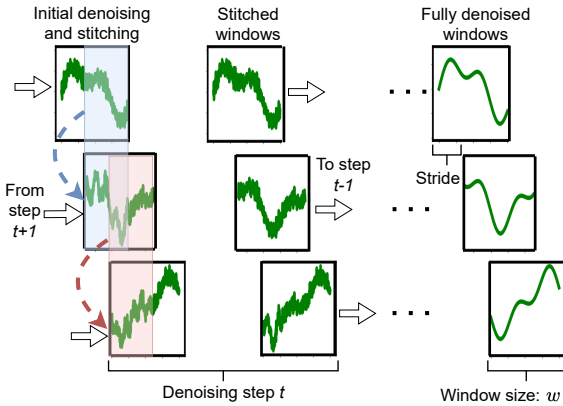 Initial denoising
and stitching
Stitched
windows
Fully denoised
windows
From
step
t+1
To step
t-1
Stride
Denoising step t
Window size: w